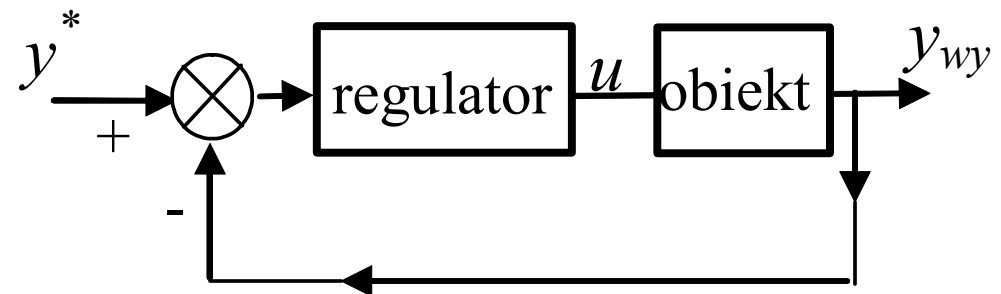 y*
+
-
regulator
u
obiekt
y_wy